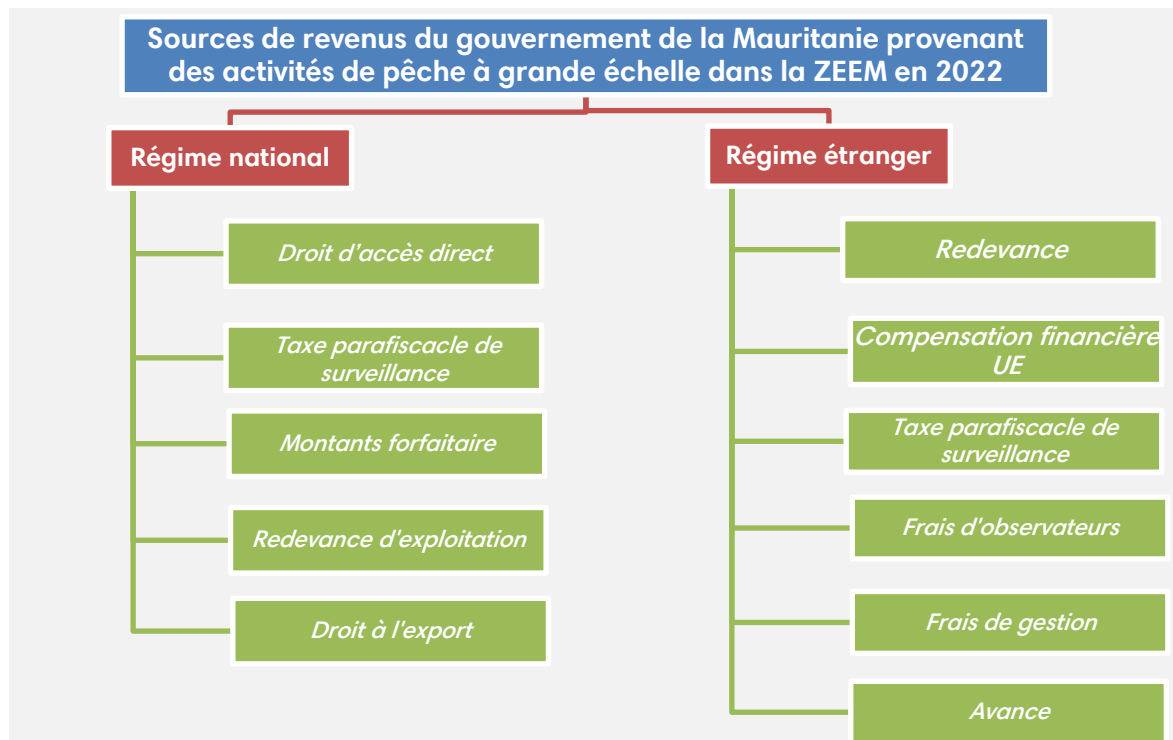 Sources de revenus du gouvernement de la Mauritanie provenant
des activités de pêche à grande échelle dans la ZEEM en 2022
Régime national
Droit d'accès direct
Taxe parafiscacle de
surveillance
Montants forfaitaire
Redevance d'exploitation
Droit à l'export
Régime étranger
Redevance
Compensation financière
UE
Taxe parafiscacle de
surveillance
Frais d'observateurs
Frais de gestion
Avance